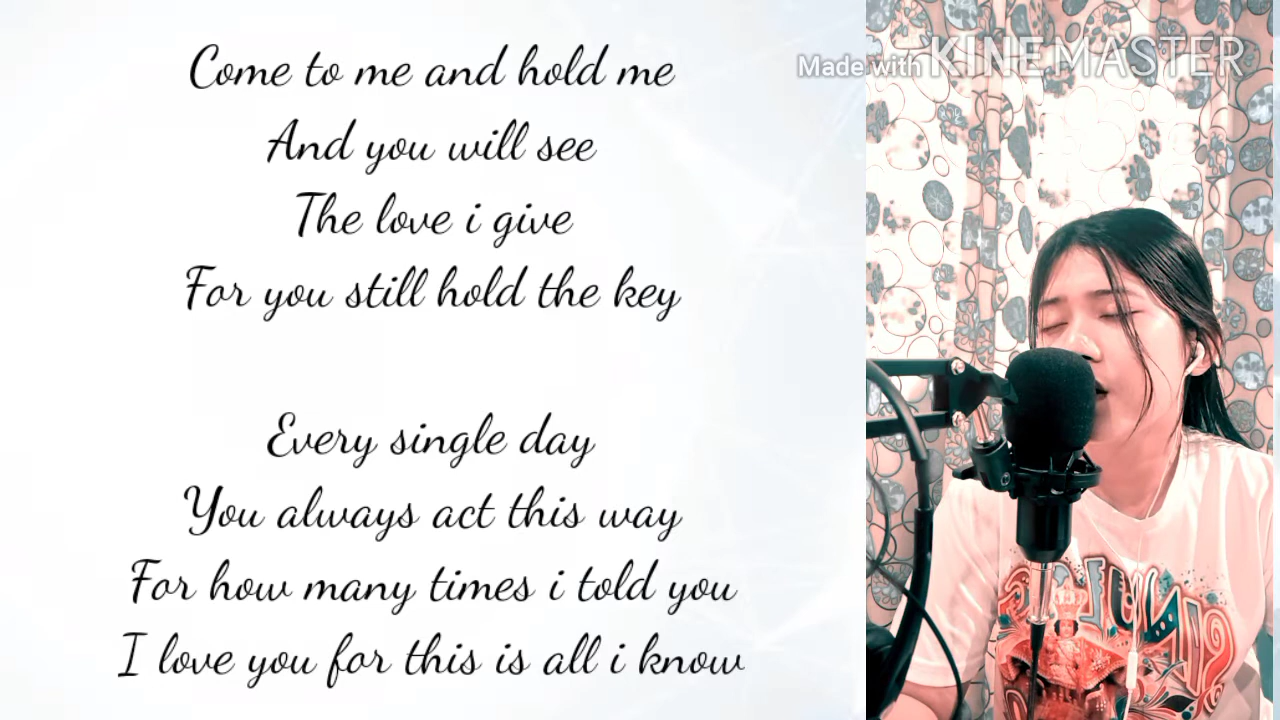 Come to me and hold me
And you will see
The love i give
For you still hold the key
Every single day
You always act this way
For how many times i told you
I love you for this is all i know
Made with KINEMASTER